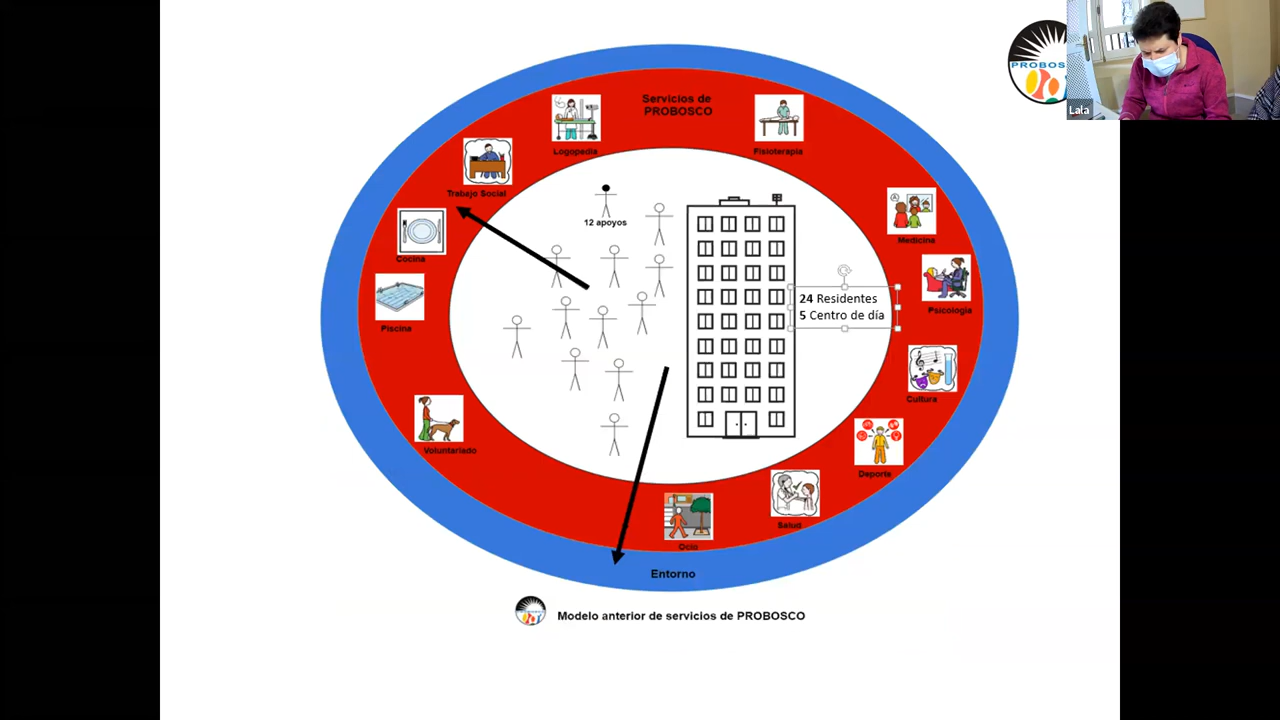 PROBOSCO
Lala
Servicios de
PROBOSCO
Logopedia
Fisioterapia
Trabajo Social
12 apoyos
Medicina
Cocina
24 Residentes
5 Centro de día
Psicologia
Piscina
Cultura
Voluntariado
Deporte
Salud
Ocio
Entorno
Modelo anterior de servicios de PROBOSCO